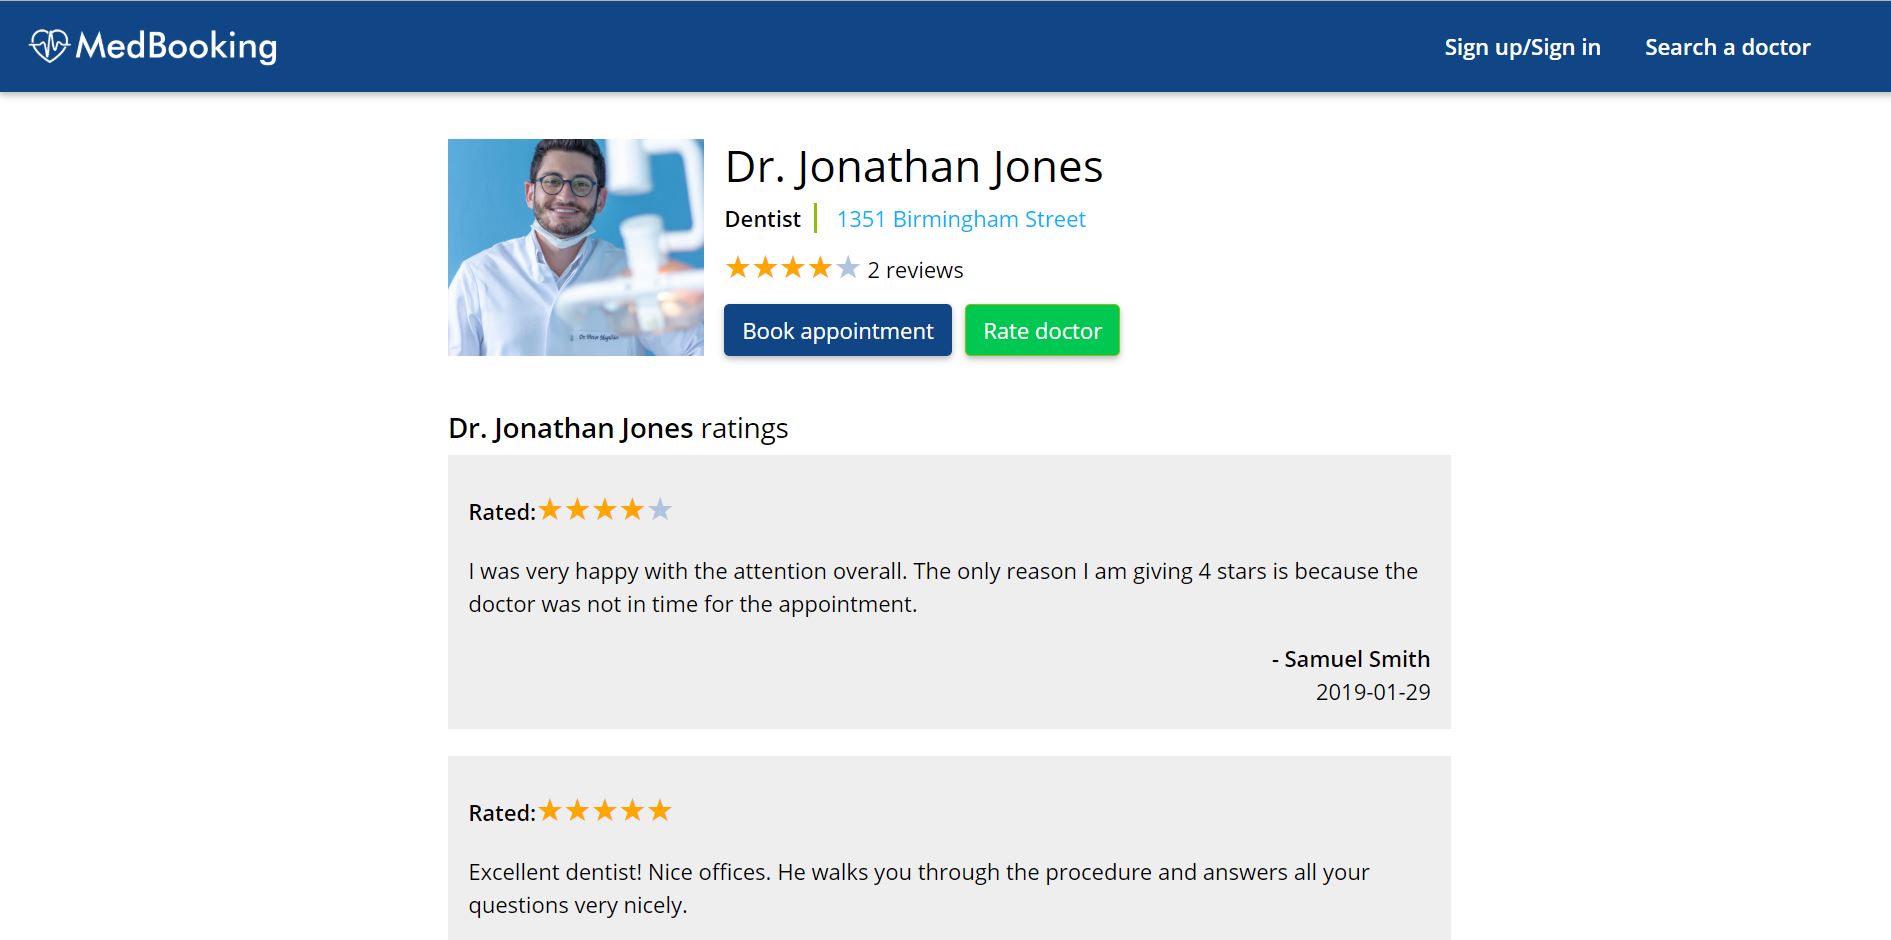 MedBooking
Sign up/Sign in
Search a doctor
Dr. Jonathan Jones
Dentist
1351 Birmingham Street
2 reviews
Book appointment
Rate doctor
Dr. Jonathan Jones ratings
Rated:
I was very happy with the attention overall. The only reason I am giving 4 stars is because the
doctor was not in time for the appointment.
- Samuel Smith
2019-01-29
Rated:
Excellent dentist! Nice offices. He walks you through the procedure and answers all your
questions very nicely.